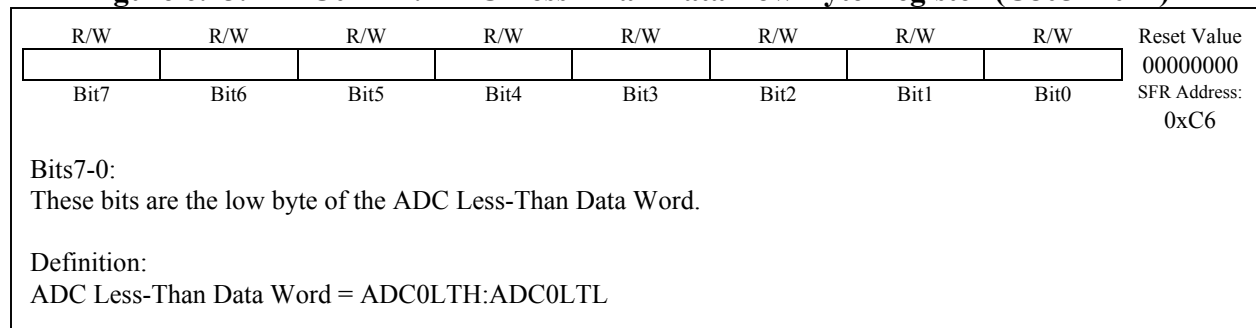 R/W R/W R/W R/W R/W R/W R/W R/W Reset Value
00000000
Bit7 Bit6 Bit5 Bit4 Bit3 Bit2 Bit1 Bit0 SFR Address:
0xC6
Bits7-0:
These bits are the low byte of the ADC Less-Than Data Word.
Definition:
ADC Less-Than Data Word = ADC0LTH:ADC0LTL